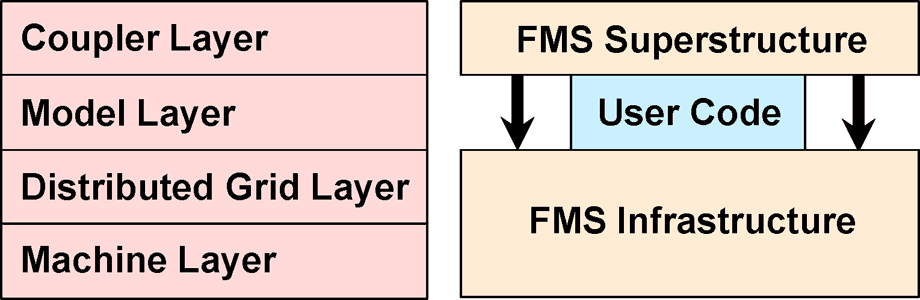 Coupler Layer
Model Layer
Distributed Grid Layer
Machine Layer
FMS Superstructure
User Code
FMS Infrastructure